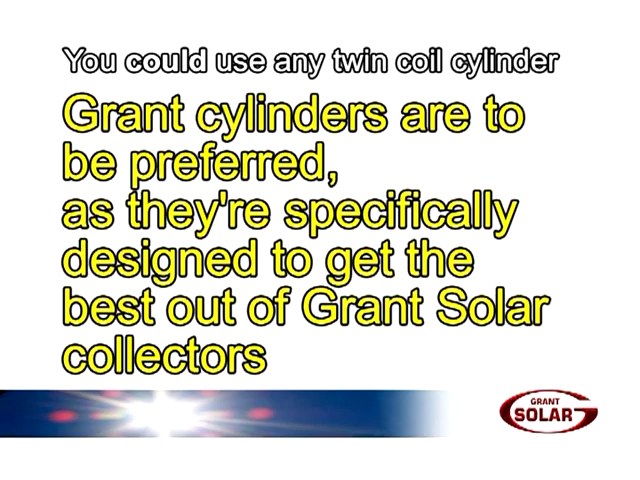 You could use any twin coil cylinder
Grant cylinders are to
be preferred,
as they're specifically
designed to get the
best out of Grant Solar
collectors
GRANT
SOLAR